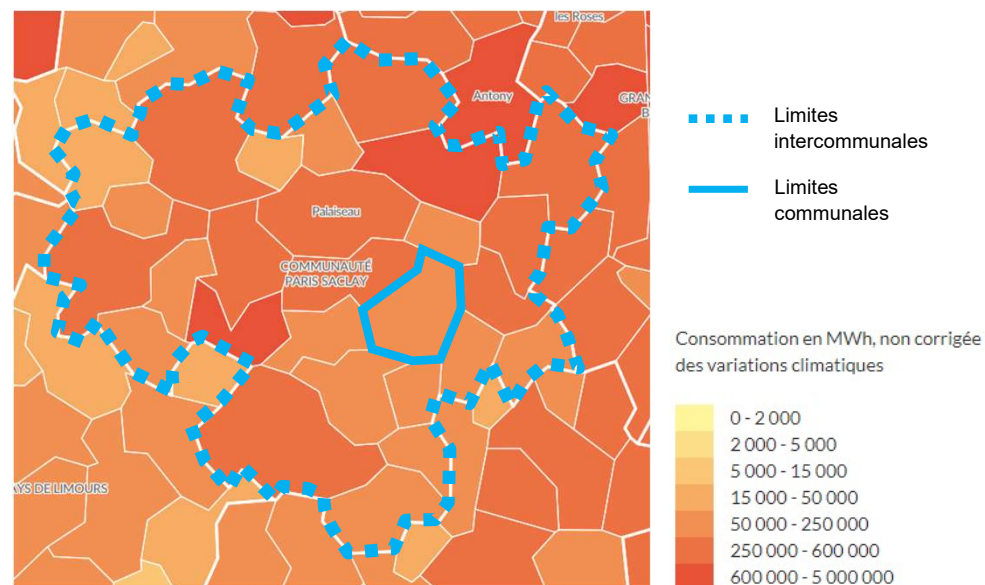 les Roses
Antony
GRAN
B
Palaiseau
COMMUNAUTÉ
PARIS SACLAY
AYS DE LIMOURS
Limites
intercommunales
Limites
communales
Consommation en MWh, non corrigée
des variations climatiques
0 - 2 000
2 000 - 5 000
5 000 - 15 000
15 000 - 50 000
50 000 - 250 000
250 000 - 600 000
600 000 - 5 000 000